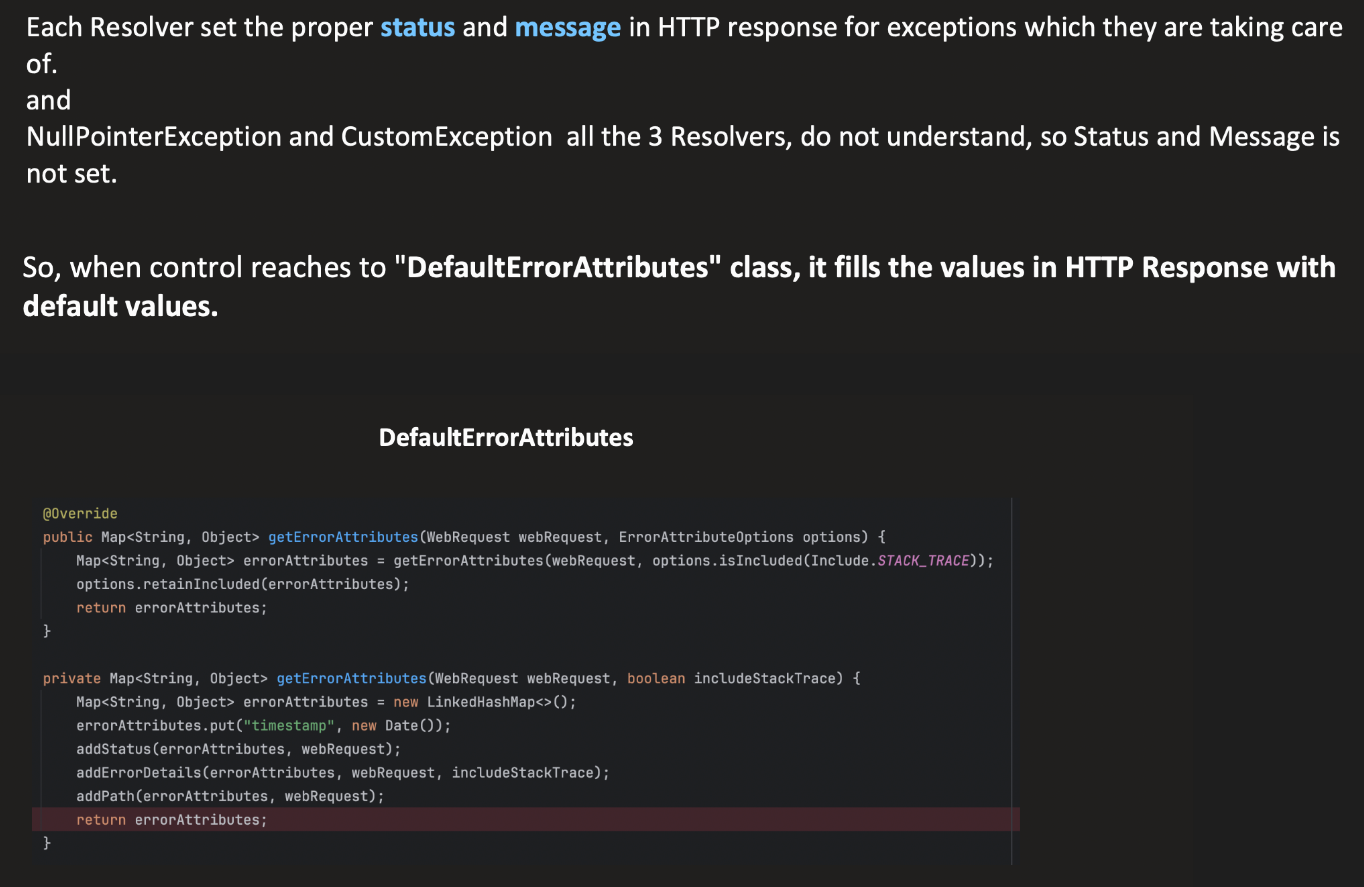 Each Resolver set the proper status and message in HTTP response for exceptions which they are taking care
of.
and
NullPointerException and CustomException  all the 3 Resolvers, do not understand, so Status and Message is
not set.
So, when control reaches to "DefaultErrorAttributes" class, it fills the values in HTTP Response with
default values.
DefaultErrorAttributes
@Override
public Map<String, Object> getErrorAttributes(WebRequest webRequest, ErrorAttributeOptions options) {
    Map<String, Object> errorAttributes = getErrorAttributes(webRequest, options.isIncluded(Include.STACK_TRACE));
    options.retainIncluded(errorAttributes);
    return errorAttributes;
}
private Map<String, Object> getErrorAttributes(WebRequest webRequest, boolean includeStackTrace) {
    Map<String, Object> errorAttributes = new LinkedHashMap<>();
    errorAttributes.put("timestamp", new Date());
    addStatus(errorAttributes, webRequest);
    addErrorDetails(errorAttributes, webRequest, includeStackTrace);
    addPath(errorAttributes, webRequest);
    return errorAttributes;
}